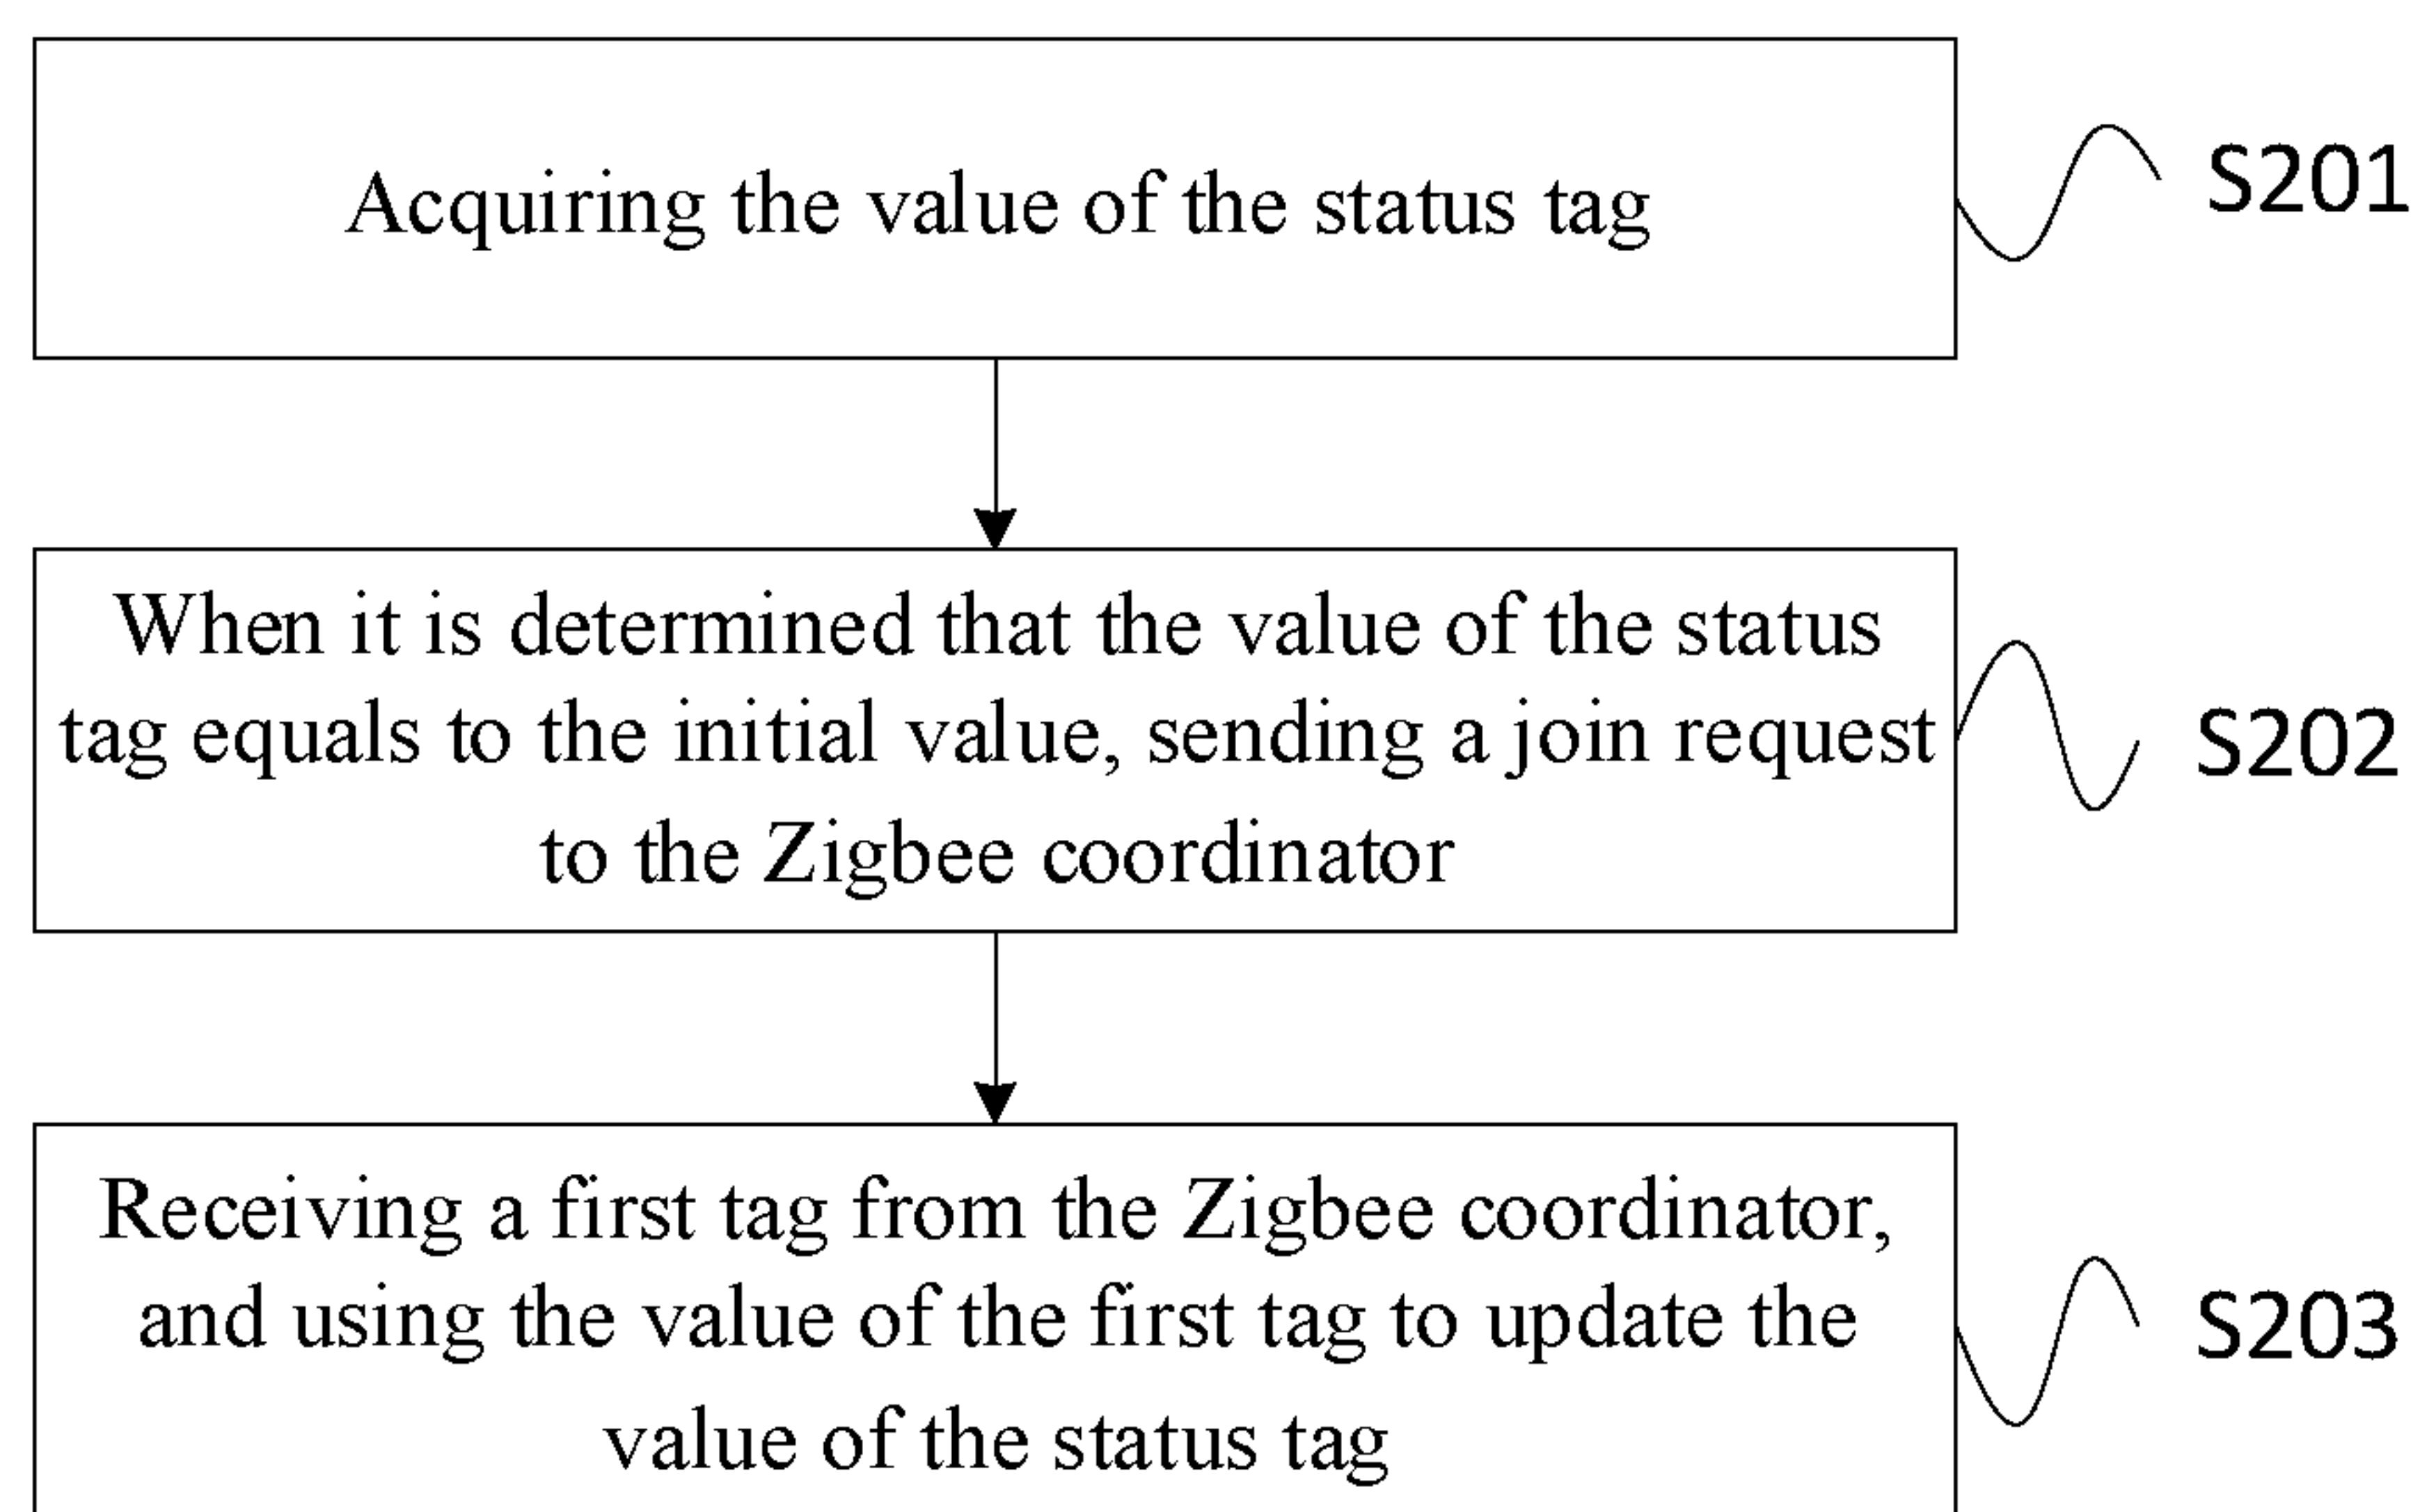 Acquiring the value of the status tag
S201
When it is determined that the value of the status
tag equals to the initial value, sending a join request
to the Zigbee coordinator
S202
Receiving a first tag from the Zigbee coordinator,
and using the value of the first tag to update the
value of the status tag
S203